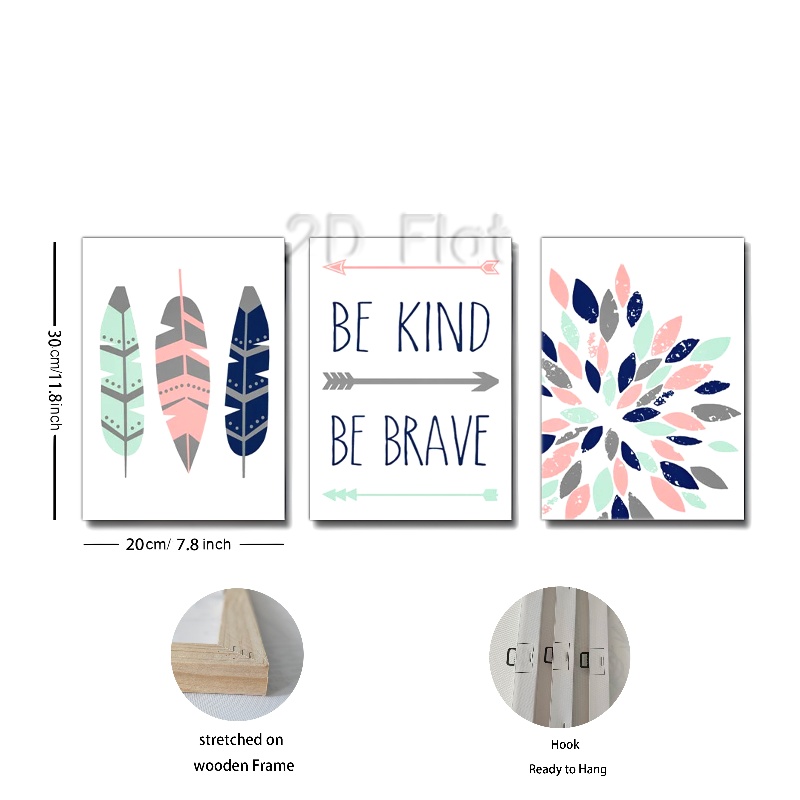 2D Flat
BE KIND
BE BRAVE
30cm/11.8inch
20cm/ 7.8 inch
stretched on
wooden Frame
Hook
Ready to Hang